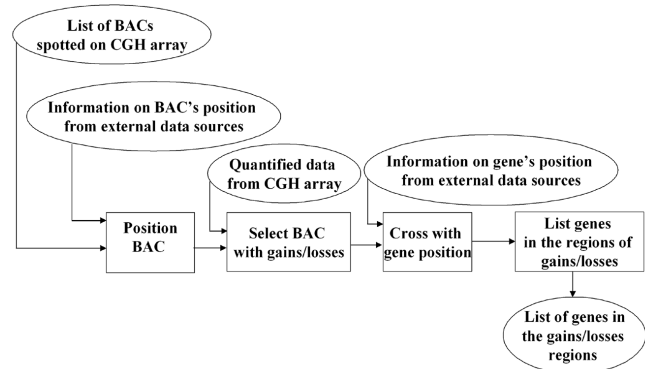 List of BACs
spotted on CGH array
Information on BAC's position
from external data sources
Quantified data
from CGH array
Information on gene's position
from external data sources
Position
BAC
Select BAC
with gains/losses
Cross with
gene position
List genes
in the regions of
gains/losses
List of genes in
the gains/losses
regions